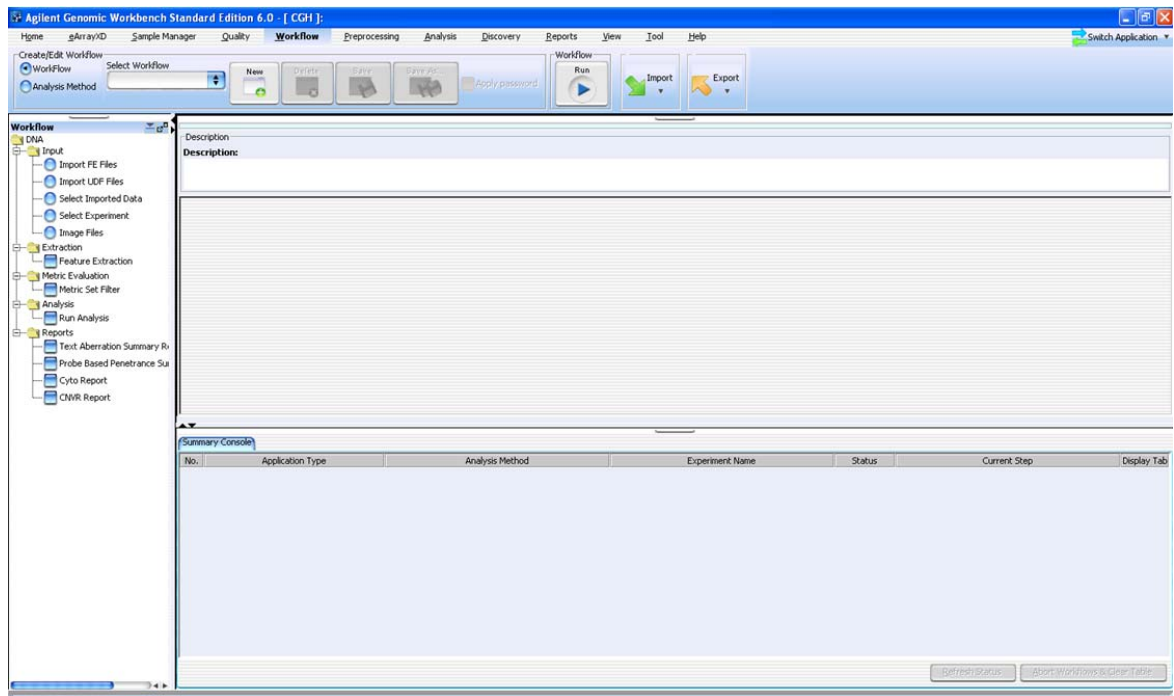 Agilent Genomic Workbench Standard Edition 6.0 - [ CGH ]:
Home eArrayXD Sample Manager Quality Workflow Preprocessing Analysis Discovery Reports View Tool Help Switch Application
Create/Edit Workflow
WorkFlow
Analysis Method
Select Workflow
New
Delete
Save
Save As...
Apply password
Workflow
Run
Import
Export
Workflow
DNA
Input
Import FE Files
Import UDF Files
Select Imported Data
Select Experiment
Image Files
Extraction
Feature Extraction
Metric Evaluation
Metric Set Filter
Analysis
Run Analysis
Reports
Text Aberration Summary R
Probe Based Penetrance Su
Cyto Report
CNVR Report
Description
Description:
Summary Console
No. Application Type Analysis Method Experiment Name Status Current Step Display Tab
Refresh Status Abort Workflows & Clear Table